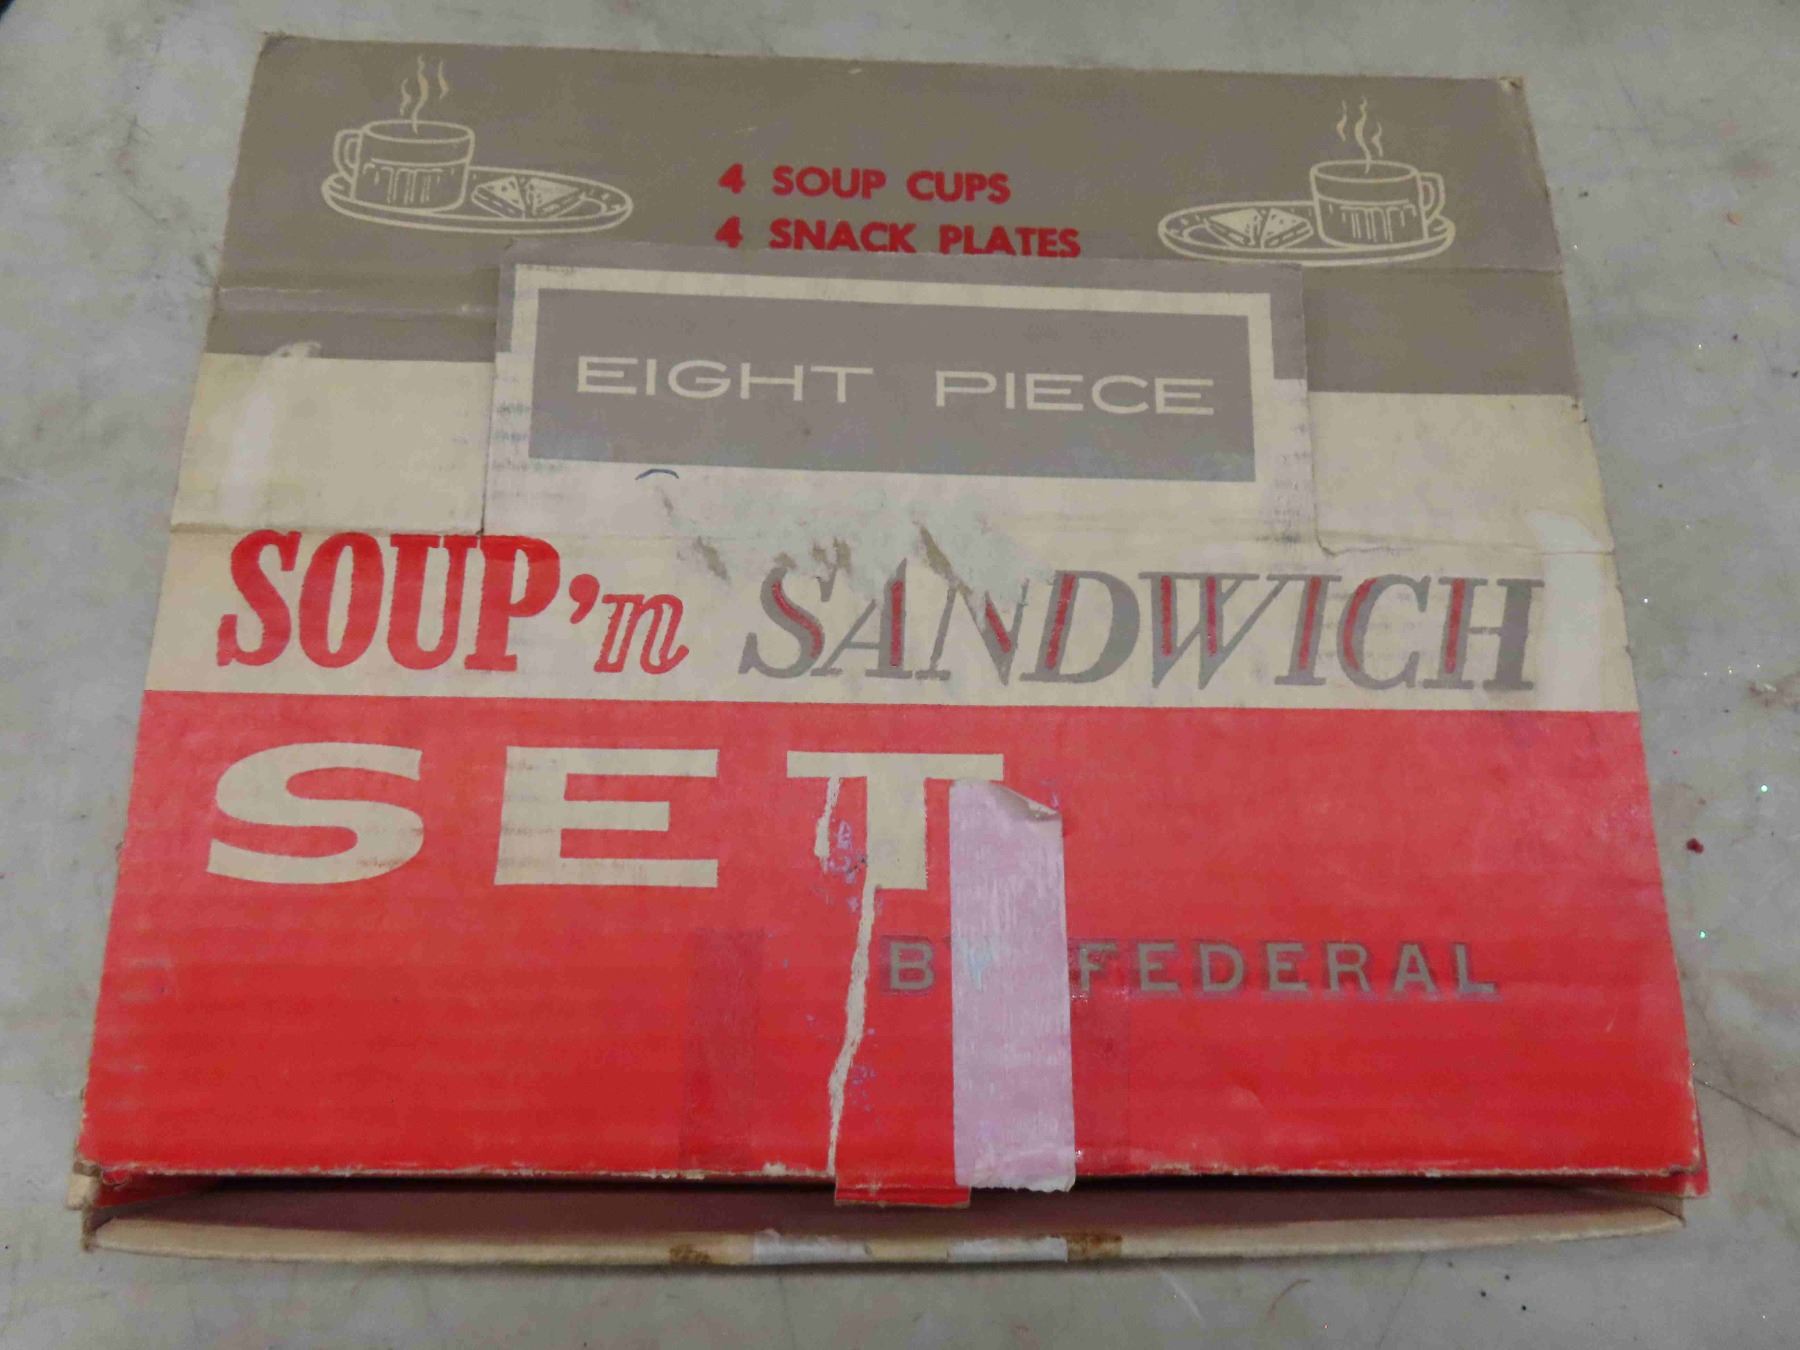 4 SOUP CUPS
4 SNACK PLATES
EIGHT PIECE
SOUP'n SANDWICH
SET
BY FEDERAL